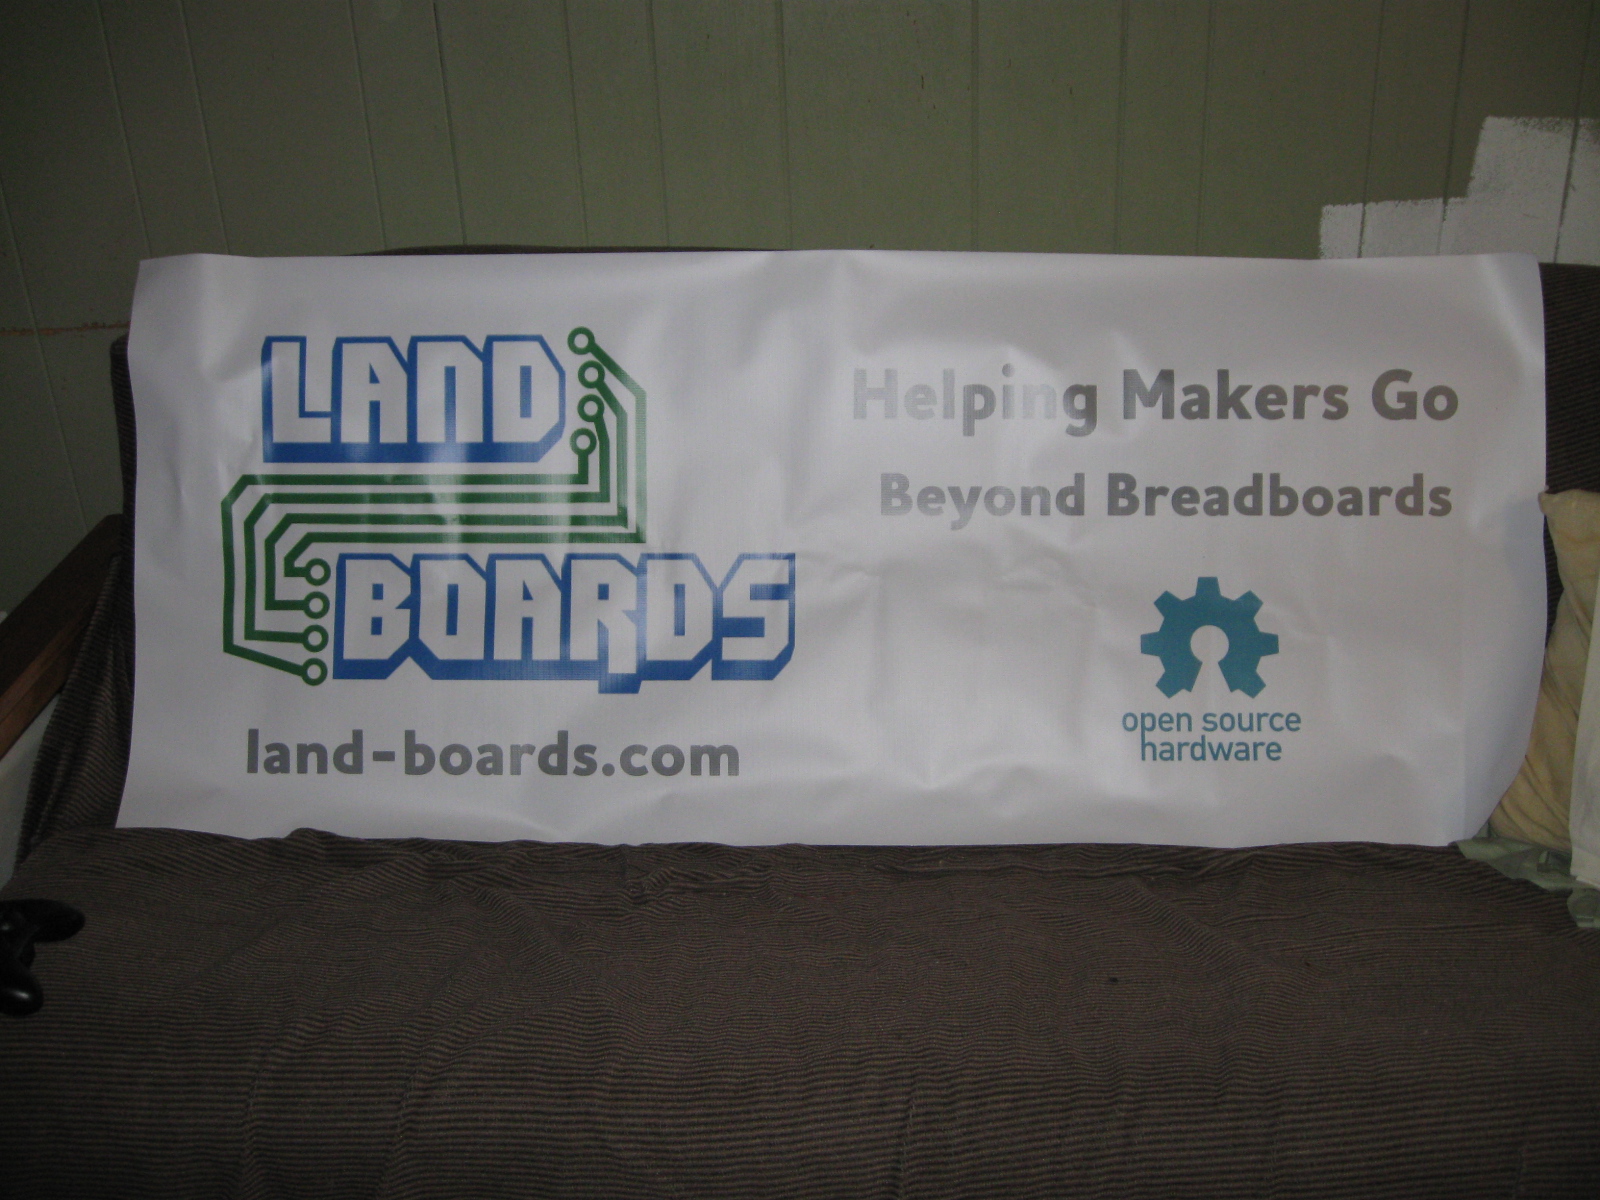 LAND
BOARDS
land-boards.com
Helping Makers Go
Beyond Breadboards
open source
hardware